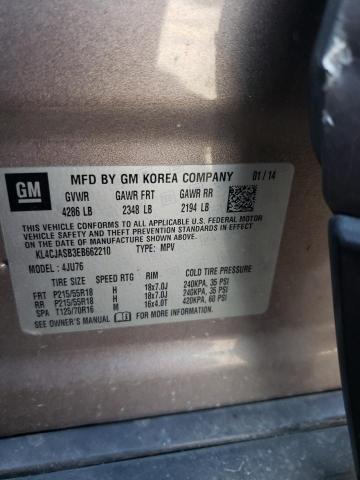 GM
MFD BY GM KOREA COMPANY 01/14
GVWR GAWR FRT GAWR RR
4286 LB 2348 LB 2194 LB
THIS VEHICLE CONFORMS TO ALL APPLICABLE U.S. FEDERAL MOTOR
VEHICLE SAFETY, BUMPER, AND THEFT PREVENTION STANDARDS IN
EFFECT ON THE DATE OF MANUFACTURE SHOWN ABOVE.
KL4CJASB3EB662210 TYPE: MPV
MODEL: 4JU76
TIRE SIZE SPEED RTG RIM COLD TIRE PRESSURE
FRT P215/55R18 H 18x7.0J 240KPA, 35 PSI
RR P215/55R18 H 18x7.0J 240KPA, 35 PSI
SPA T125/70R16 M 16x4.0T 420KPA, 60 PSI
SEE OWNER'S MANUAL FOR MORE INFORMATION.